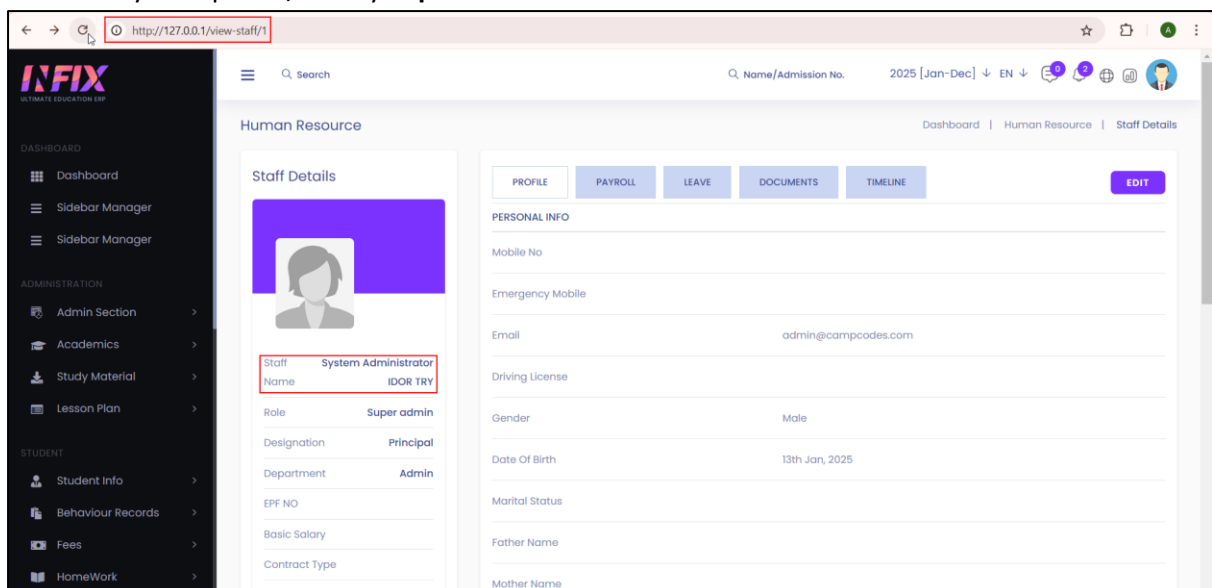 http://127.0.0.1/view-staff/1
A
INFIX
ULTIMATE EDUCATION ERP
Search
Name/Admission No.
2025 [Jan-Dec]
EN
0
2
Human Resource
Dashboard | Human Resource | Staff Details
DASHBOARD
Dashboard
Sidebar Manager
Sidebar Manager
ADMINISTRATION
Admin Section
Academics
Study Material
Lesson Plan
STUDENT
Student Info
Behaviour Records
Fees
HomeWork
Staff Details
Staff System Administrator
Name IDOR TRY
Role Super admin
Designation Principal
Department Admin
EPF NO
Basic Salary
Contract Type
PROFILE PAYROLL LEAVE DOCUMENTS TIMELINE EDIT
PERSONAL INFO
Mobile No
Emergency Mobile
Email admin@campcodes.com
Driving License
Gender Male
Date Of Birth 13th Jan, 2025
Marital Status
Father Name
Mother Name